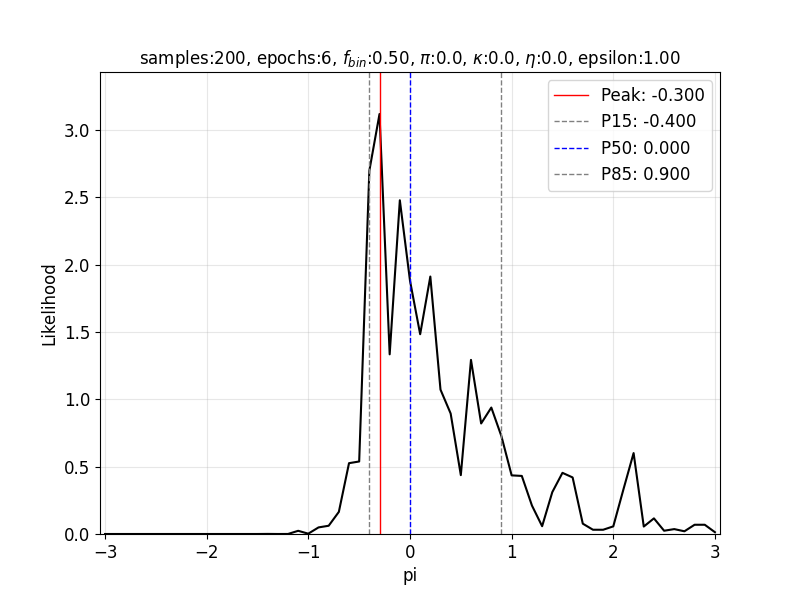 samples:200, epochs:6, f_bin:0.50, π:0.0, κ:0.0, η:0.0, epsilon:1.00
Peak: -0.300
P15: -0.400
P50: 0.000
P85: 0.900
Likelihood
3.0
2.5
2.0
1.5
1.0
0.5
0.0
−3 −2 −1 0 1 2 3
pi